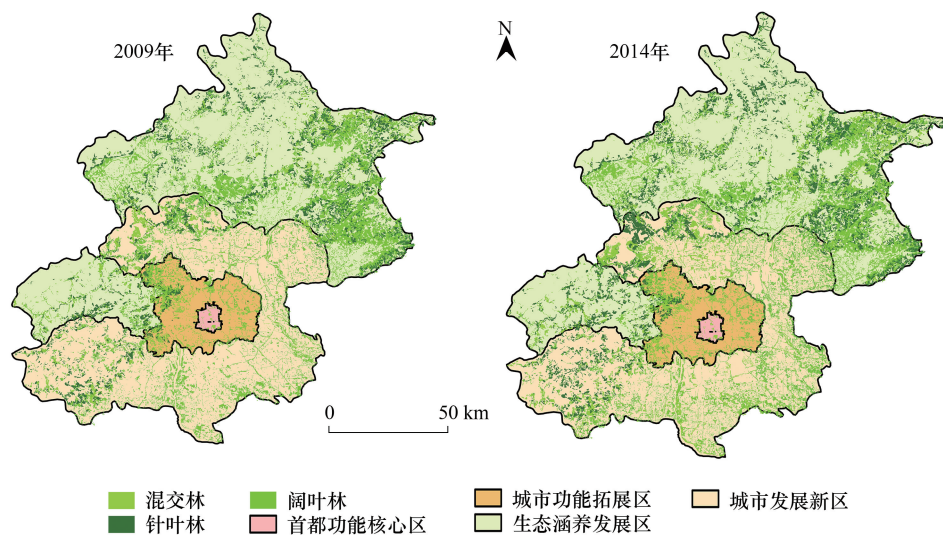 2009年
N
2014年
0 50 km
混交林 阔叶林 城市功能拓展区 城市发展新区
针叶林 首都功能核心区 生态涵养发展区